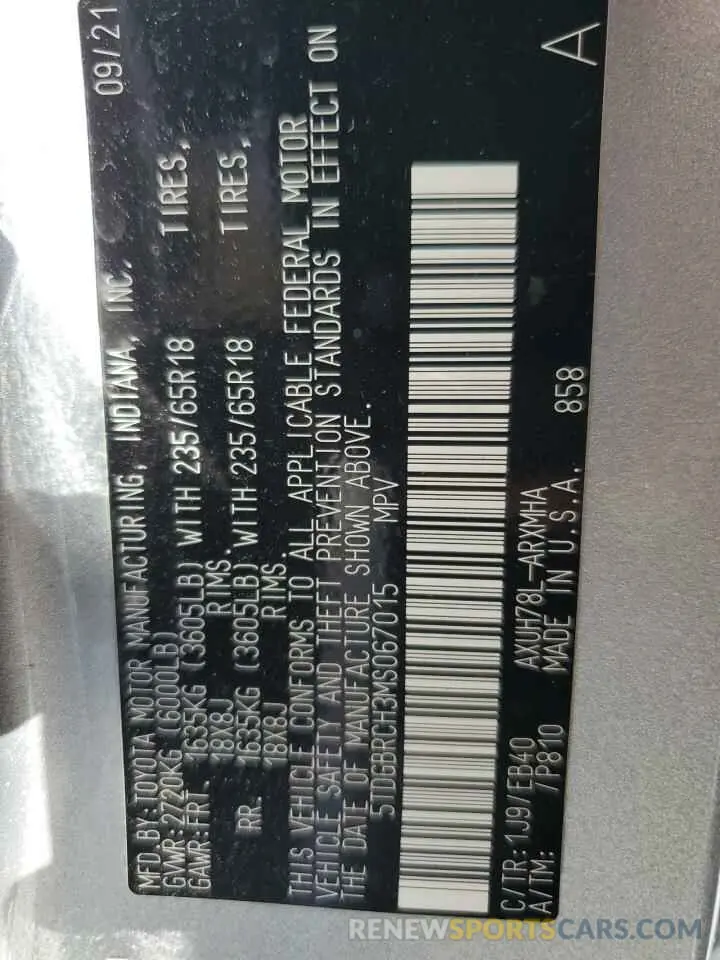 MFD.BY:TOYOTA MOTOR MANUFACTURING, INDIANA, INC. 09/21
GVWR:2720KG (6000LB)
GAWR:FRT. 1635KG (3605LB) WITH 235/65R18 TIRES,
18X8J RIMS.
RR. 1635KG (3605LB) WITH 235/65R18 TIRES,
18X8J RIMS.
THIS VEHICLE CONFORMS TO ALL APPLICABLE FEDERAL MOTOR
VEHICLE SAFETY AND THEFT PREVENTION STANDARDS IN EFFECT ON
THE DATE OF MANUFACTURE SHOWN ABOVE.
5TDGBRCH3MS067015 MPV
C/TR:1J9/EB40 AXUH78L-ARXMHA
A/TM: /P810 MADE IN U.S.A. 858 A
RENEWSPORTSCARS.COM